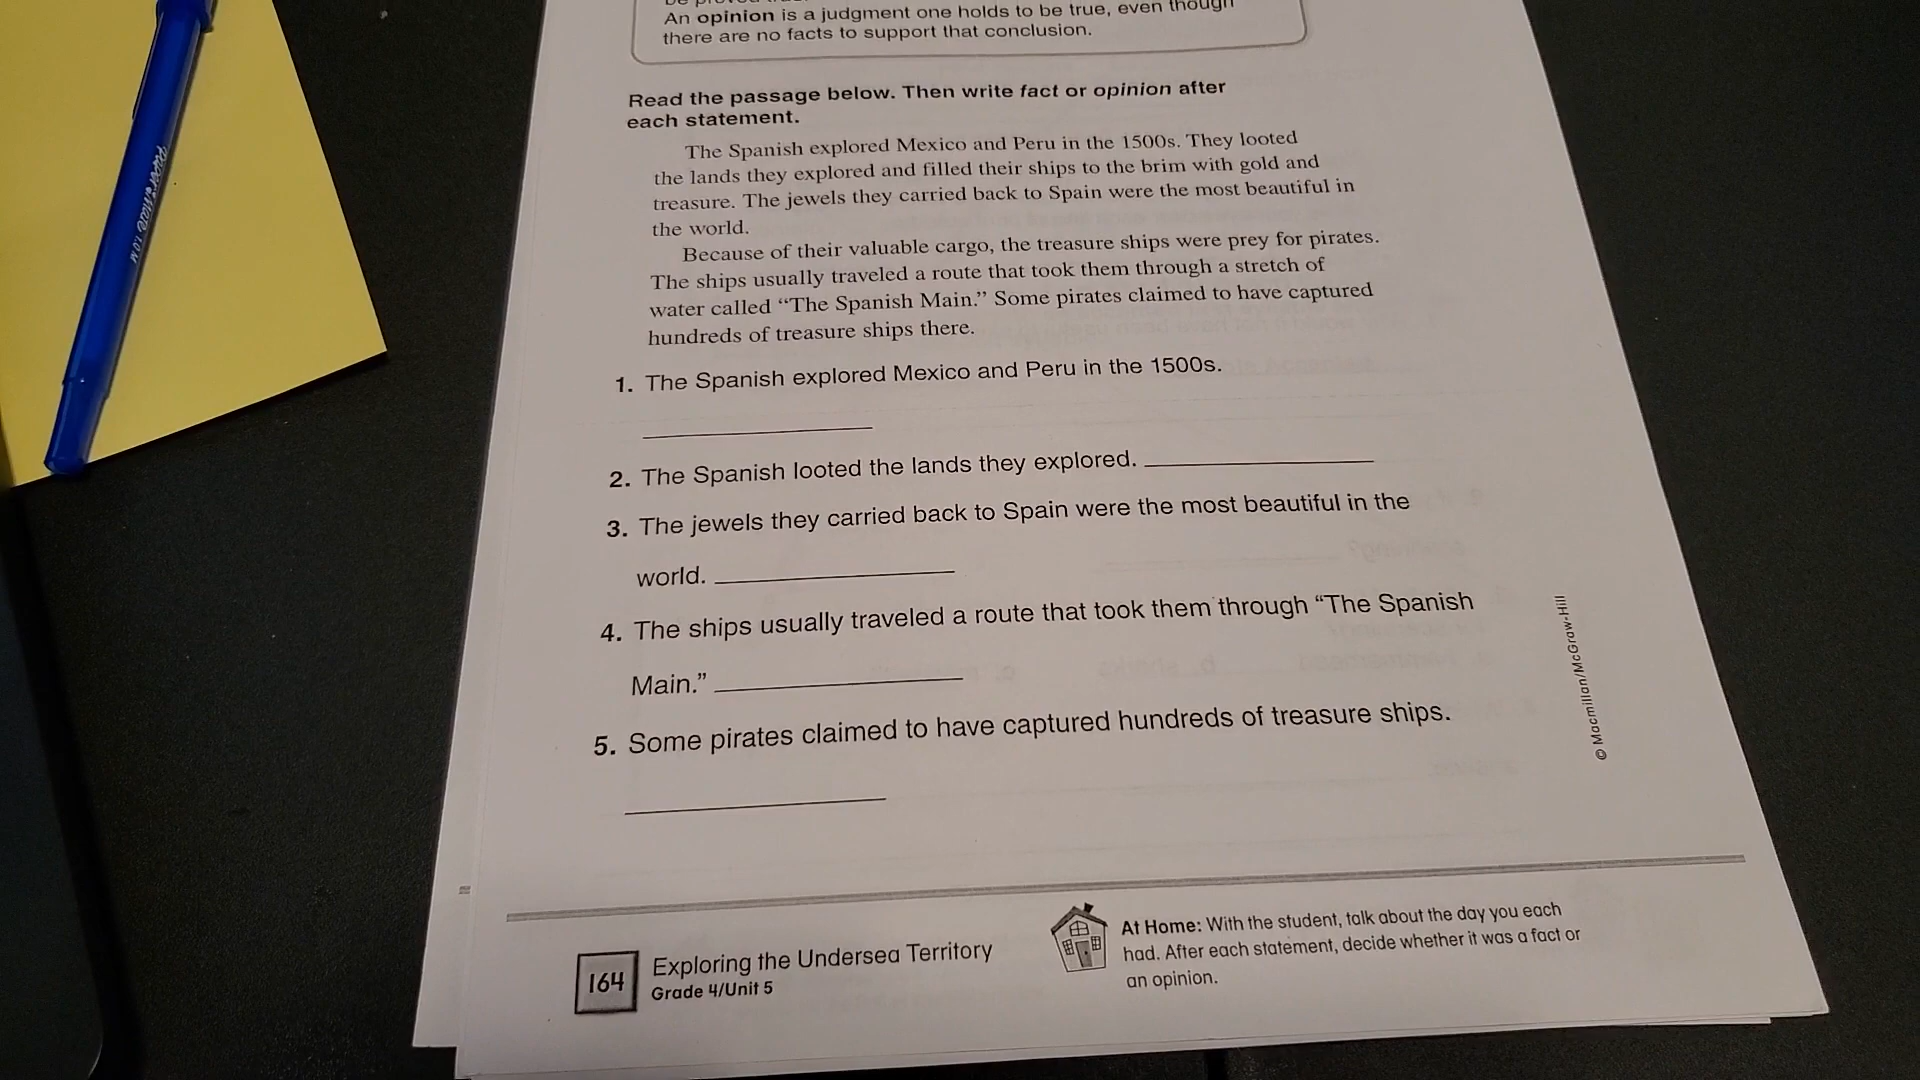 An opinion is a judgment one holds to be true, even though
there are no facts to support that conclusion.
Read the passage below. Then write fact or opinion after
each statement.
The Spanish explored Mexico and Peru in the 1500s. They looted
the lands they explored and filled their ships to the brim with gold and
treasure. The jewels they carried back to Spain were the most beautiful in
the world.
Because of their valuable cargo, the treasure ships were prey for pirates.
The ships usually traveled a route that took them through a stretch of
water called “The Spanish Main.” Some pirates claimed to have captured
hundreds of treasure ships there.
1. The Spanish explored Mexico and Peru in the 1500s.
2. The Spanish looted the lands they explored.
3. The jewels they carried back to Spain were the most beautiful in the
world.
4. The ships usually traveled a route that took them through “The Spanish
Main.”
5. Some pirates claimed to have captured hundreds of treasure ships.
© Macmillan/McGraw-Hill
164
Exploring the Undersea Territory
Grade 4/Unit 5
At Home: With the student, talk about the day you each
had. After each statement, decide whether it was a fact or
an opinion.
PAPER MATE 1.0 M